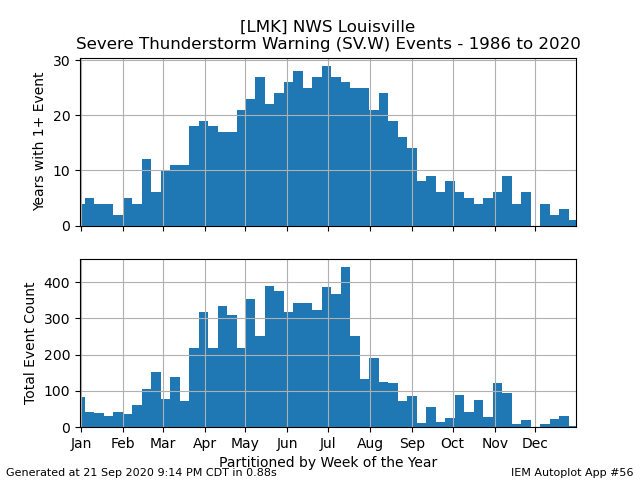 [LMK] NWS Louisville
Severe Thunderstorm Warning (SV.W) Events - 1986 to 2020
Years with 1+ Event
30
20
10
0
Total Event Count
400
300
200
100
0
Jan Feb Mar Apr May Jun Jul Aug Sep Oct Nov Dec
Partitioned by Week of the Year
Generated at 21 Sep 2020 9:14 PM CDT in 0.88s
IEM Autoplot App #56